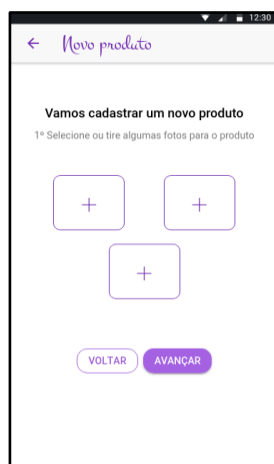 12:30
Novo produto
Vamos cadastrar um novo produto
1º Selecione ou tire algumas fotos para o produto
VOLTAR AVANÇAR